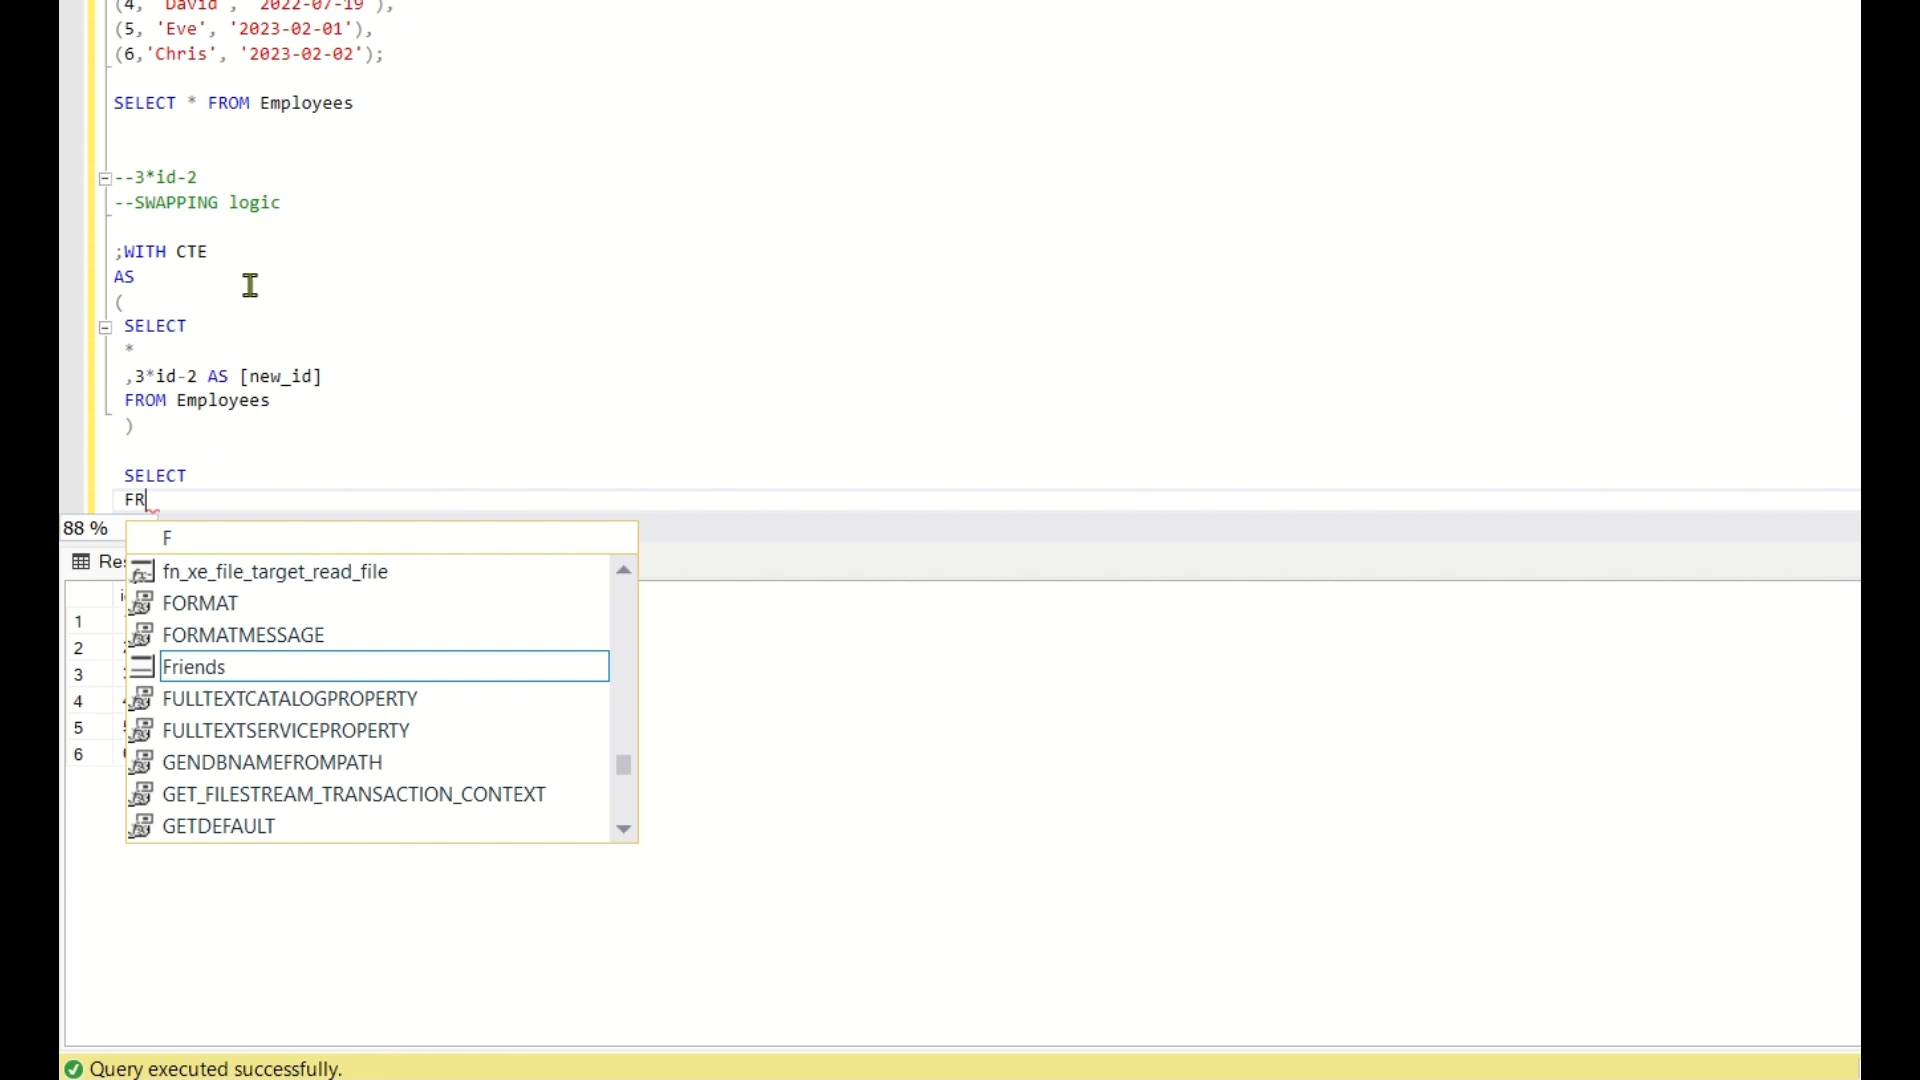 (4, 'David', '2022-07-19'),
(5, 'Eve', '2023-02-01'),
(6,'Chris', '2023-02-02');
SELECT * FROM Employees
--3*id-2
--SWAPPING logic
;WITH CTE
AS
(
SELECT
*
,3*id-2 AS [new_id]
FROM Employees
)
SELECT
FR
88 %
F
fn_xe_file_target_read_file
FORMAT
FORMATMESSAGE
Friends
FULLTEXTCATALOGPROPERTY
FULLTEXTSERVICEPROPERTY
GENDBNAMEFROMPATH
GET_FILESTREAM_TRANSACTION_CONTEXT
GETDEFAULT
1
2
3
4
5
6
Query executed successfully.